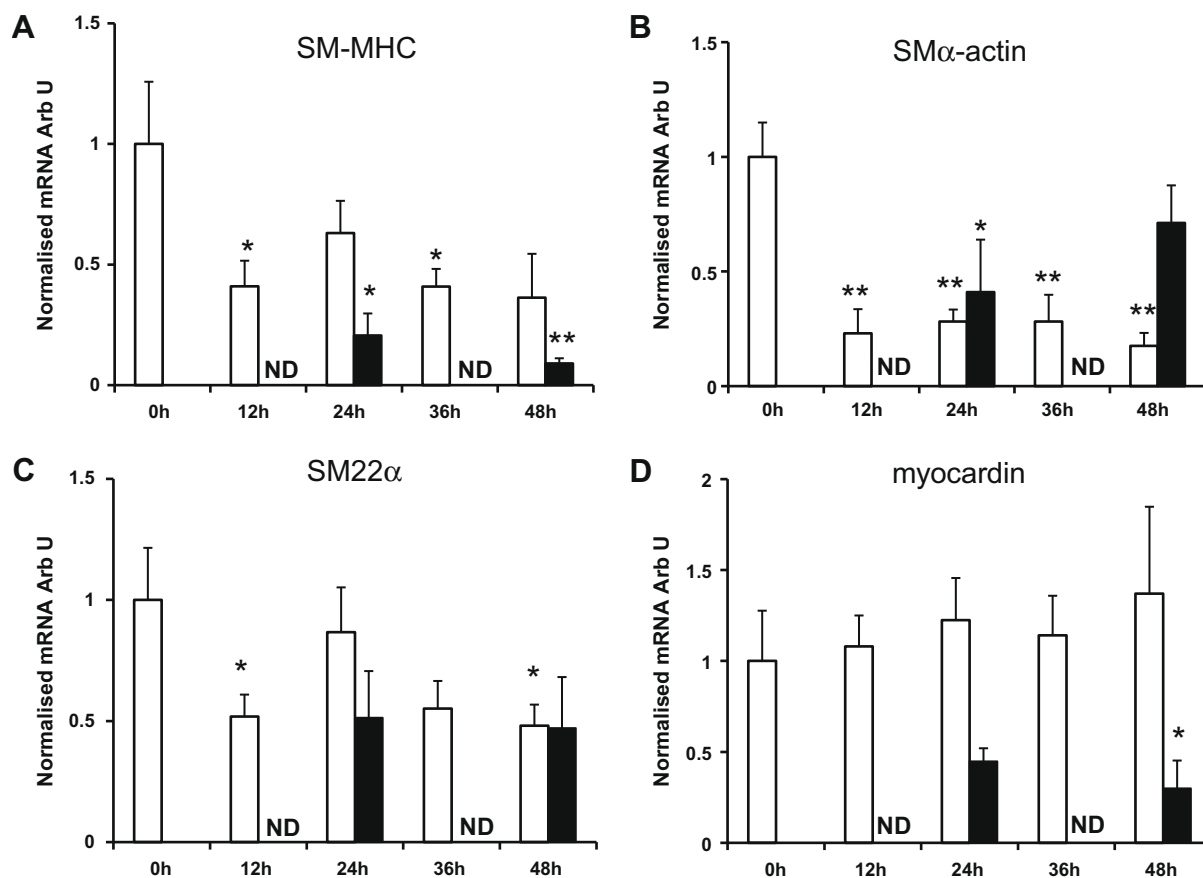 A
SM-MHC
Normalised mRNA Arb U
1.5
1
0.5
0
*
ND
*
*
ND
**
0h 12h 24h 36h 48h
B
SMα-actin
Normalised mRNA Arb U
1.5
1
0.5
0
**
ND
**
*
**
ND
**
0h 12h 24h 36h 48h
C
SM22α
Normalised mRNA Arb U
1.5
1
0.5
0
*
ND
ND
*
0h 12h 24h 36h 48h
D
myocardin
Normalised mRNA Arb U
2
1.5
1
0.5
0
ND
ND
*
0h 12h 24h 36h 48h